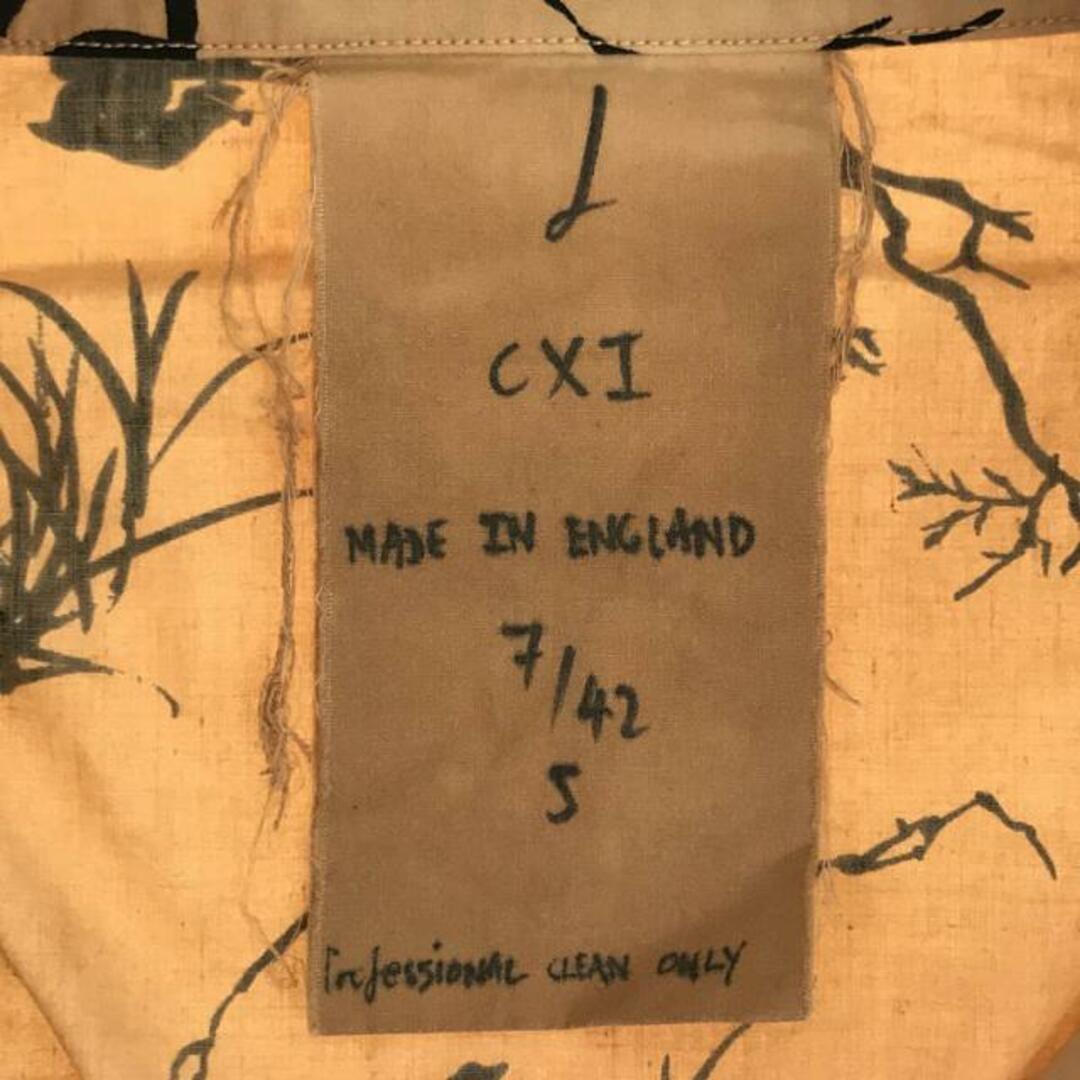 L
CXI
MADE IN ENGLAND
7/42
S
Professional CLEAN ONLY